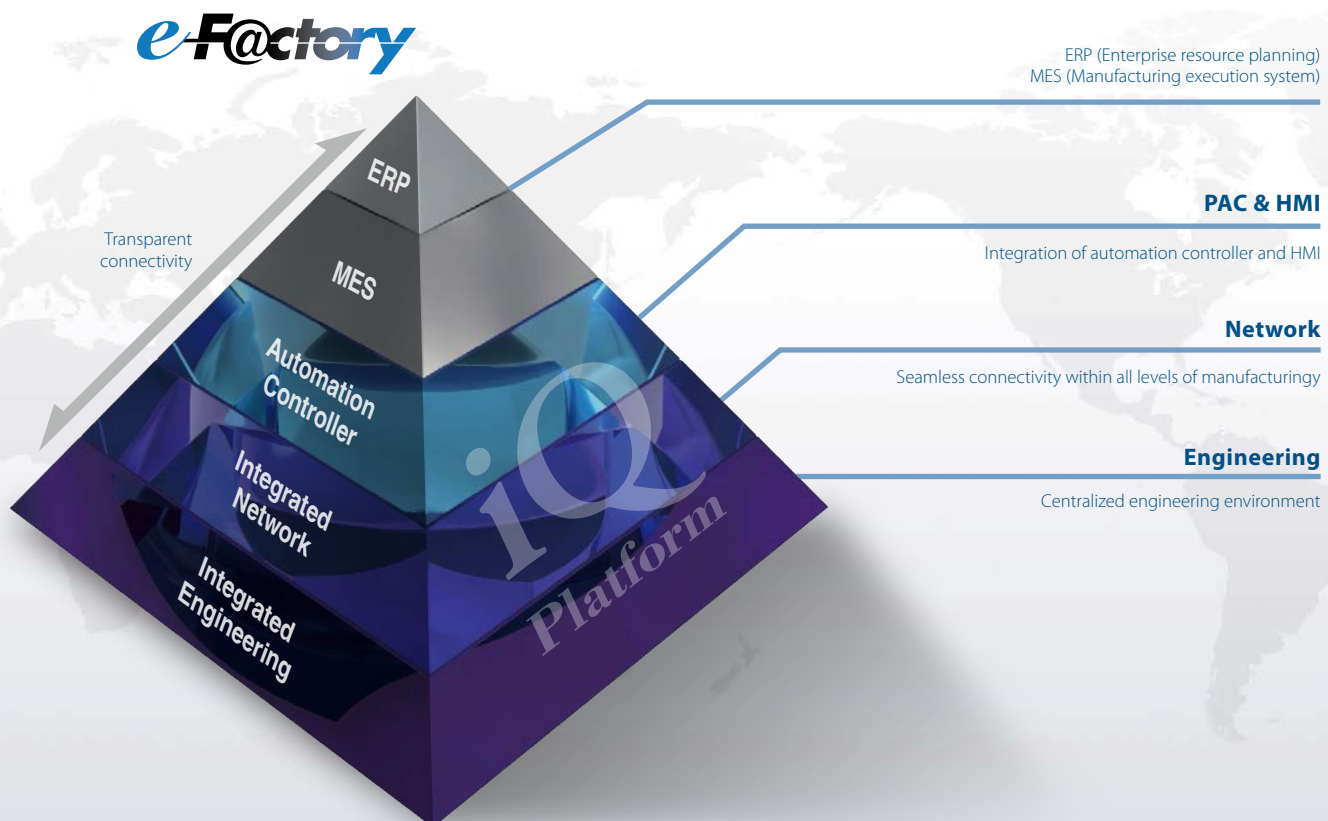 e-F@ctory
ERP (Enterprise resource planning)
MES (Manufacturing execution system)
ERP
MES
Automation
Controller
Integrated
Network
Integrated
Engineering
Transparent
connectivity
iQ
Platform
PAC & HMI
Integration of automation controller and HMI
Network
Seamless connectivity within all levels of manufacturingy
Engineering
Centralized engineering environment